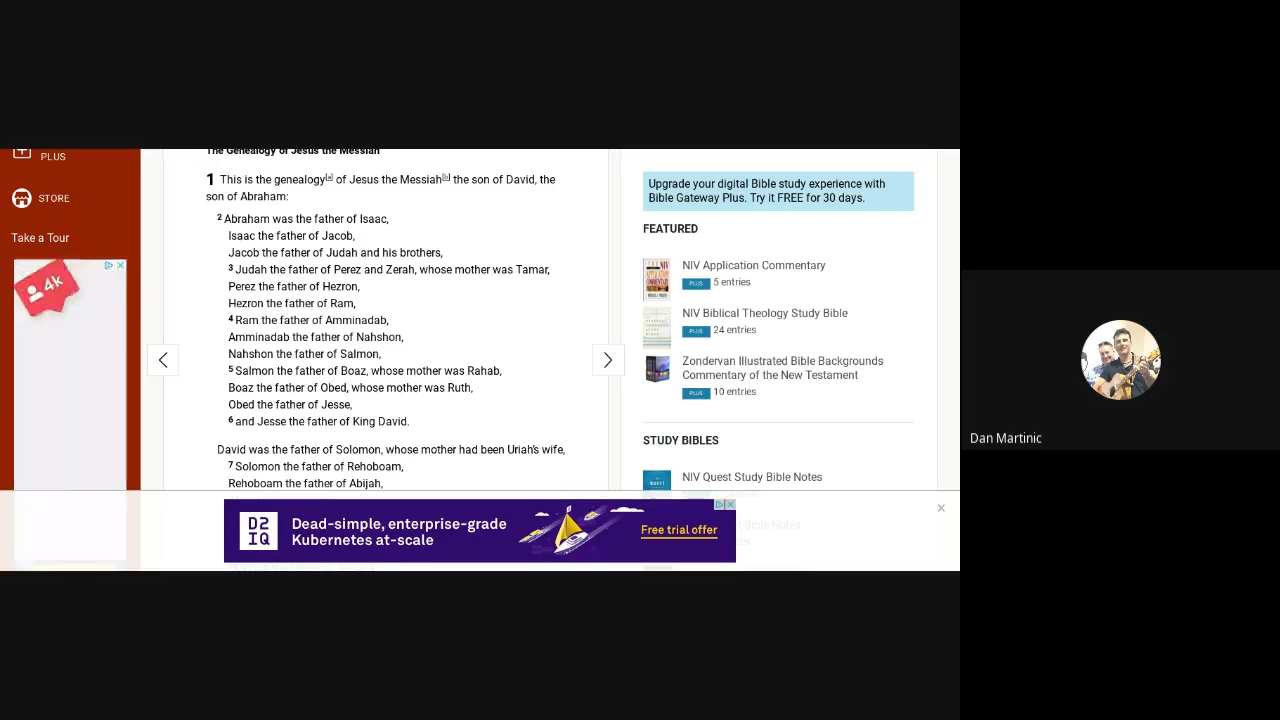 PLUS
STORE
Take a Tour
4k
The Genealogy of Jesus the Messiah
1 This is the genealogy[a] of Jesus the Messiah[b] the son of David, the
son of Abraham:
2 Abraham was the father of Isaac,
Isaac the father of Jacob,
Jacob the father of Judah and his brothers,
3 Judah the father of Perez and Zerah, whose mother was Tamar,
Perez the father of Hezron,
Hezron the father of Ram,
4 Ram the father of Amminadab,
Amminadab the father of Nahshon,
Nahshon the father of Salmon,
5 Salmon the father of Boaz, whose mother was Rahab,
Boaz the father of Obed, whose mother was Ruth,
Obed the father of Jesse,
6 and Jesse the father of King David.
David was the father of Solomon, whose mother had been Uriah's wife,
7 Solomon the father of Rehoboam,
Rehoboam the father of Abijah,
Upgrade your digital Bible study experience with
Bible Gateway Plus. Try it FREE for 30 days.
FEATURED
NIV Application Commentary
PLUS 5 entries
NIV Biblical Theology Study Bible
PLUS 24 entries
Zondervan Illustrated Bible Backgrounds
Commentary of the New Testament
PLUS 10 entries
STUDY BIBLES
NIV Quest Study Bible Notes
Bible Notes
D2
IQ
Dead-simple, enterprise-grade
Kubernetes at-scale
Free trial offer
Dan Martinic